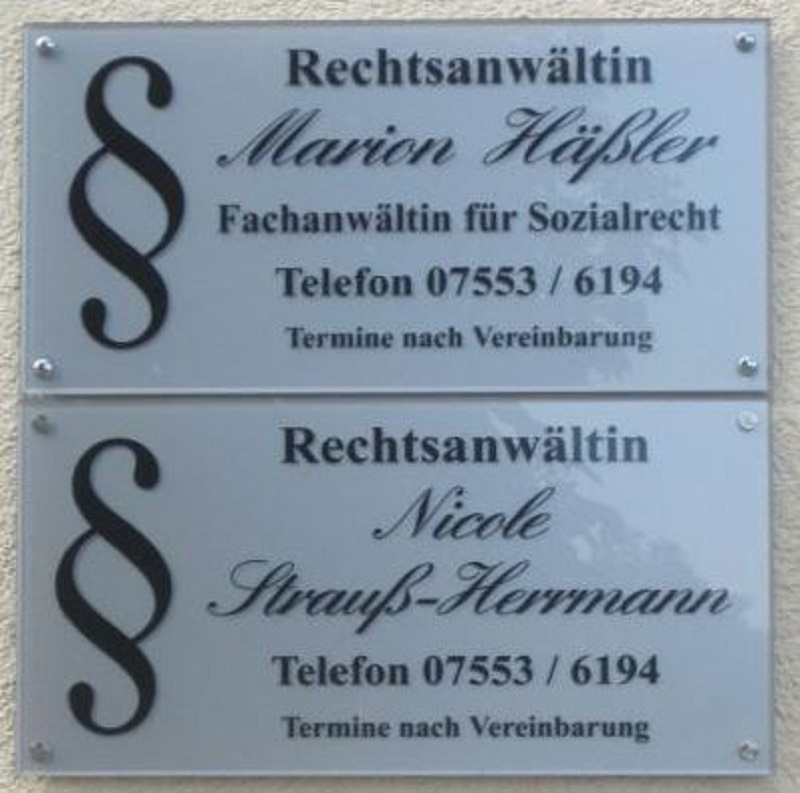 §
Rechtsanwältin
Marion Häßler
Fachanwältin für Sozialrecht
Telefon 07553 / 6194
Termine nach Vereinbarung
§
Rechtsanwältin
Nicole
Strauß-Herrmann
Telefon 07553 / 6194
Termine nach Vereinbarung